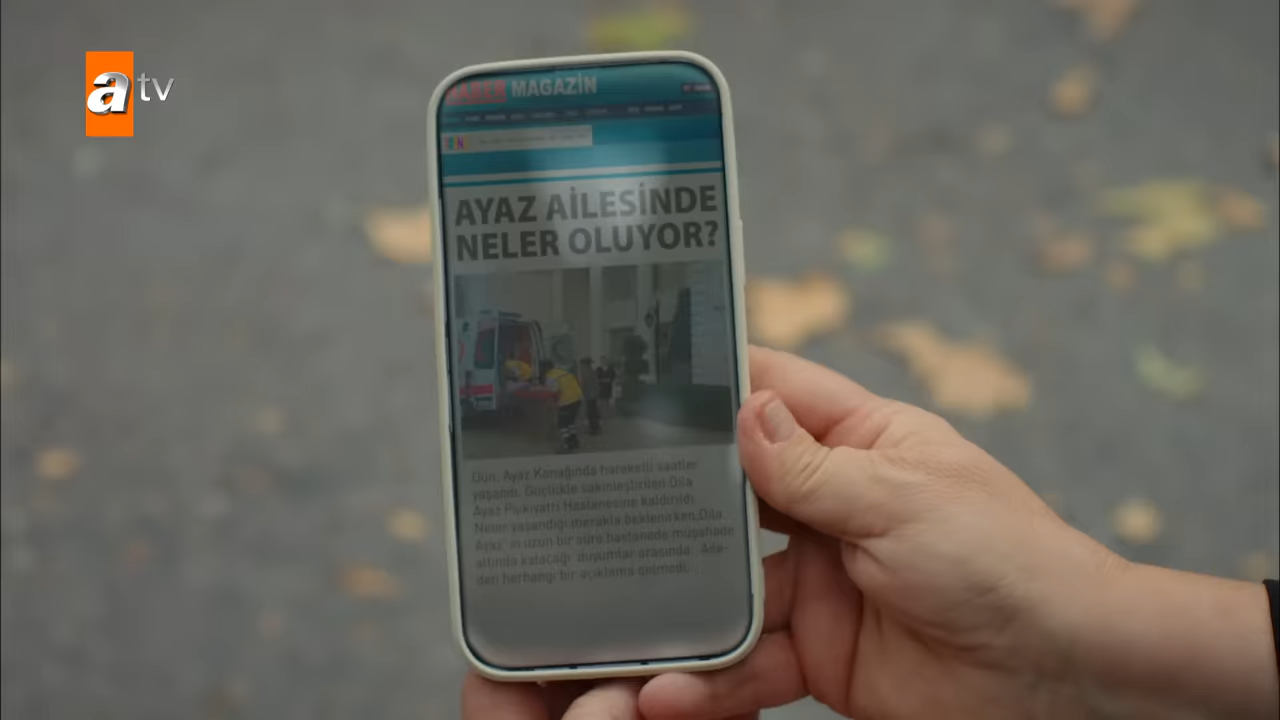 a tv
HABER MAGAZİN
AYAZ AİLESİNDE
NELER OLUYOR?
Dün, Ayaz Konağında hareketli saatler
yaşandı. Güçlükle sakinleştirilen Dila
Ayaz Psikiyatri Hastanesine kaldırıldı.
Neler yaşandığı merakla beklenirken,Dila
Ayaz'ın uzun bir süre hastanede müşahade
altında kalacağı duyumlar arasında. Aile-
den herhangi bir açıklama gelmedi...